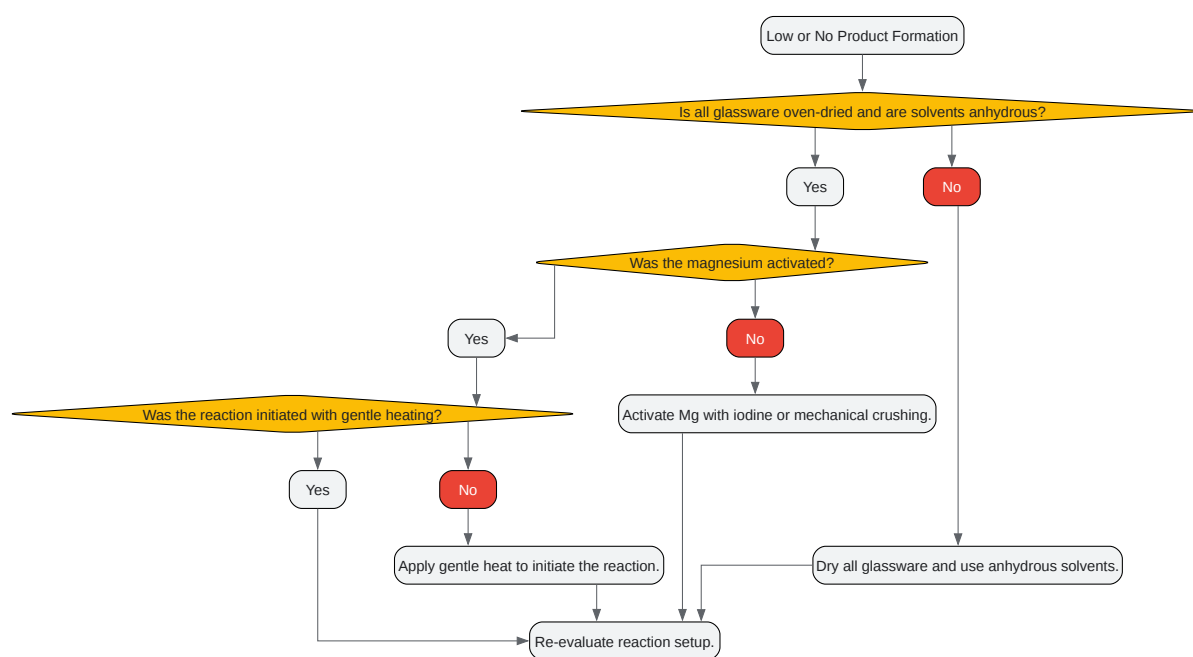 Low or No Product Formation
Is all glassware oven-dried and are solvents anhydrous?
Yes
No
Was the magnesium activated?
Yes
No
Was the reaction initiated with gentle heating?
Activate Mg with iodine or mechanical crushing.
Yes
No
Apply gentle heat to initiate the reaction.
Dry all glassware and use anhydrous solvents.
Re-evaluate reaction setup.